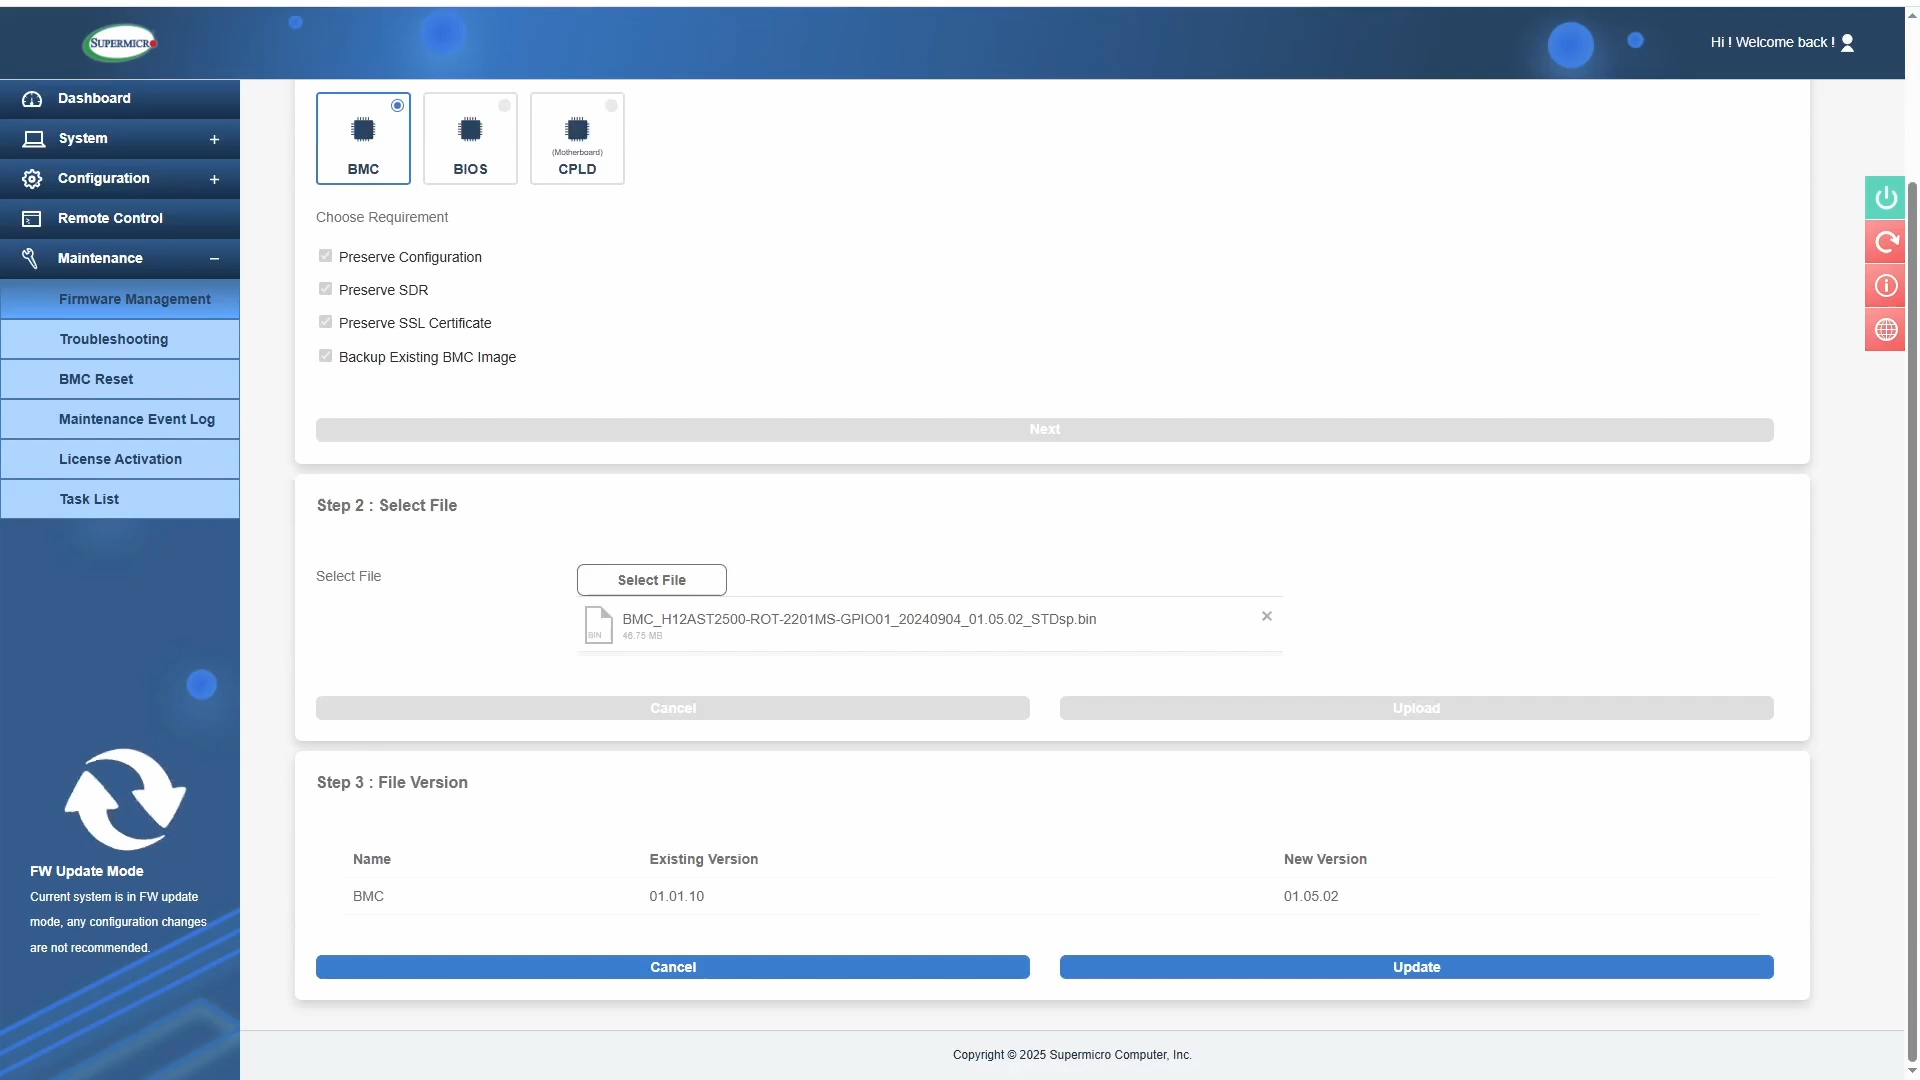 SUPERMICR
Hi ! Welcome back !
Dashboard
System +
Configuration +
Remote Control
Maintenance −
Firmware Management
Troubleshooting
BMC Reset
Maintenance Event Log
License Activation
Task List
FW Update Mode
Current system is in FW update
mode, any configuration changes
are not recommended.
BMC
BIOS
(Motherboard)
CPLD
Choose Requirement
Preserve Configuration
Preserve SDR
Preserve SSL Certificate
Backup Existing BMC Image
Next
Step 2 : Select File
Select File
Select File
BMC_H12AST2500-ROT-2201MS-GPIO01_20240904_01.05.02_STDsp.bin
BIN
46.75 MB
Cancel
Upload
Step 3 : File Version
Name Existing Version New Version
BMC 01.01.10 01.05.02
Cancel
Update
Copyright © 2025 Supermicro Computer, Inc.